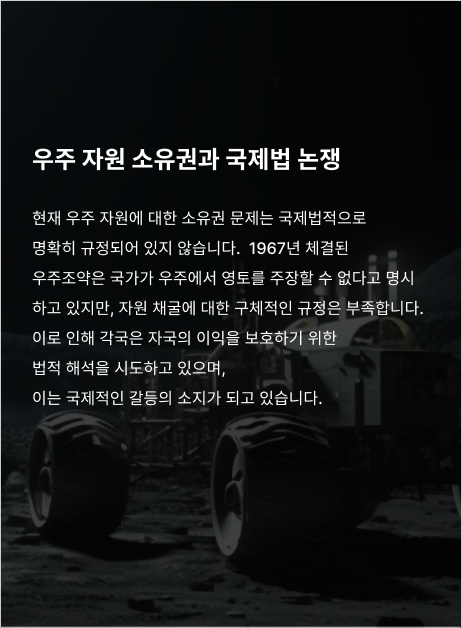 우주 자원 소유권과 국제법 논쟁
현재 우주 자원에 대한 소유권 문제는 국제법적으로
명확히 규정되어 있지 않습니다. 1967년 체결된
우주조약은 국가가 우주에서 영토를 주장할 수 없다고 명시
하고 있지만, 자원 채굴에 대한 구체적인 규정은 부족합니다.
이로 인해 각국은 자국의 이익을 보호하기 위한
법적 해석을 시도하고 있으며,
이는 국제적인 갈등의 소지가 되고 있습니다.